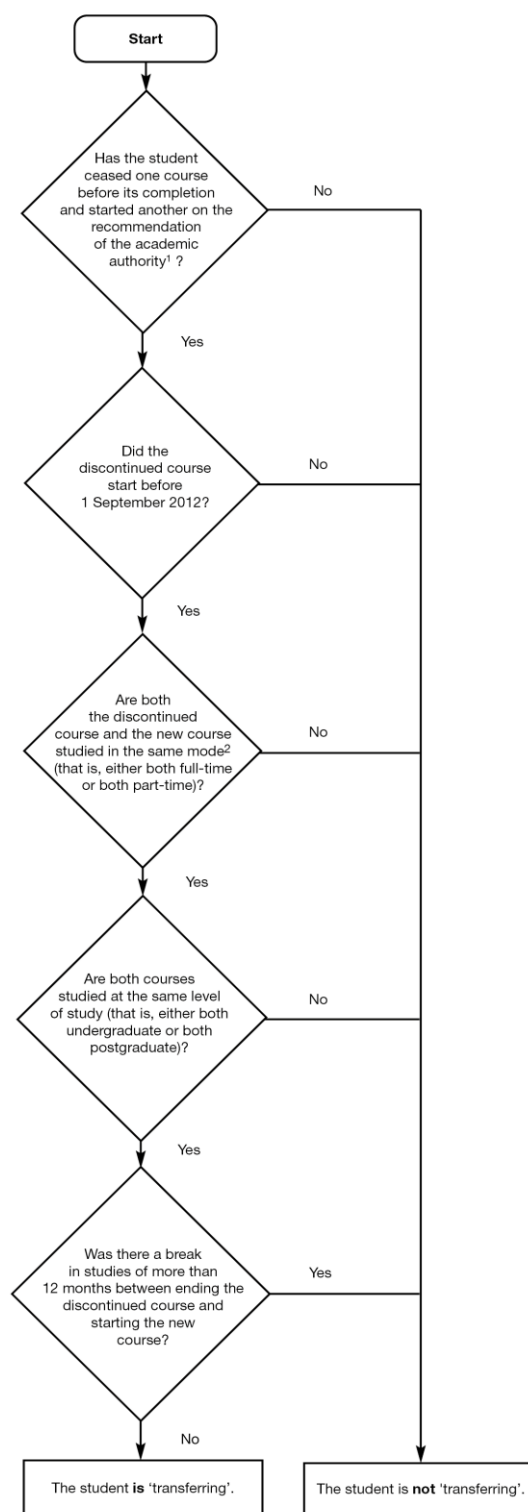 Start
Has the student
ceased one course
before its completion
and started another on the
recommendation
of the academic
authority¹ ?
No
Yes
Did the
discontinued course
start before
1 September 2012?
No
Yes
Are both
the discontinued
course and the new course
studied in the same mode²
(that is, either both full-time
or both part-time)?
No
Yes
Are both courses
studied at the same level
of study (that is, either both
undergraduate or both
postgraduate)?
No
Yes
Was there a break
in studies of more than
12 months between ending the
discontinued course and
starting the new
course?
Yes
No
The student is ‘transferring’.
The student is not ‘transferring’.